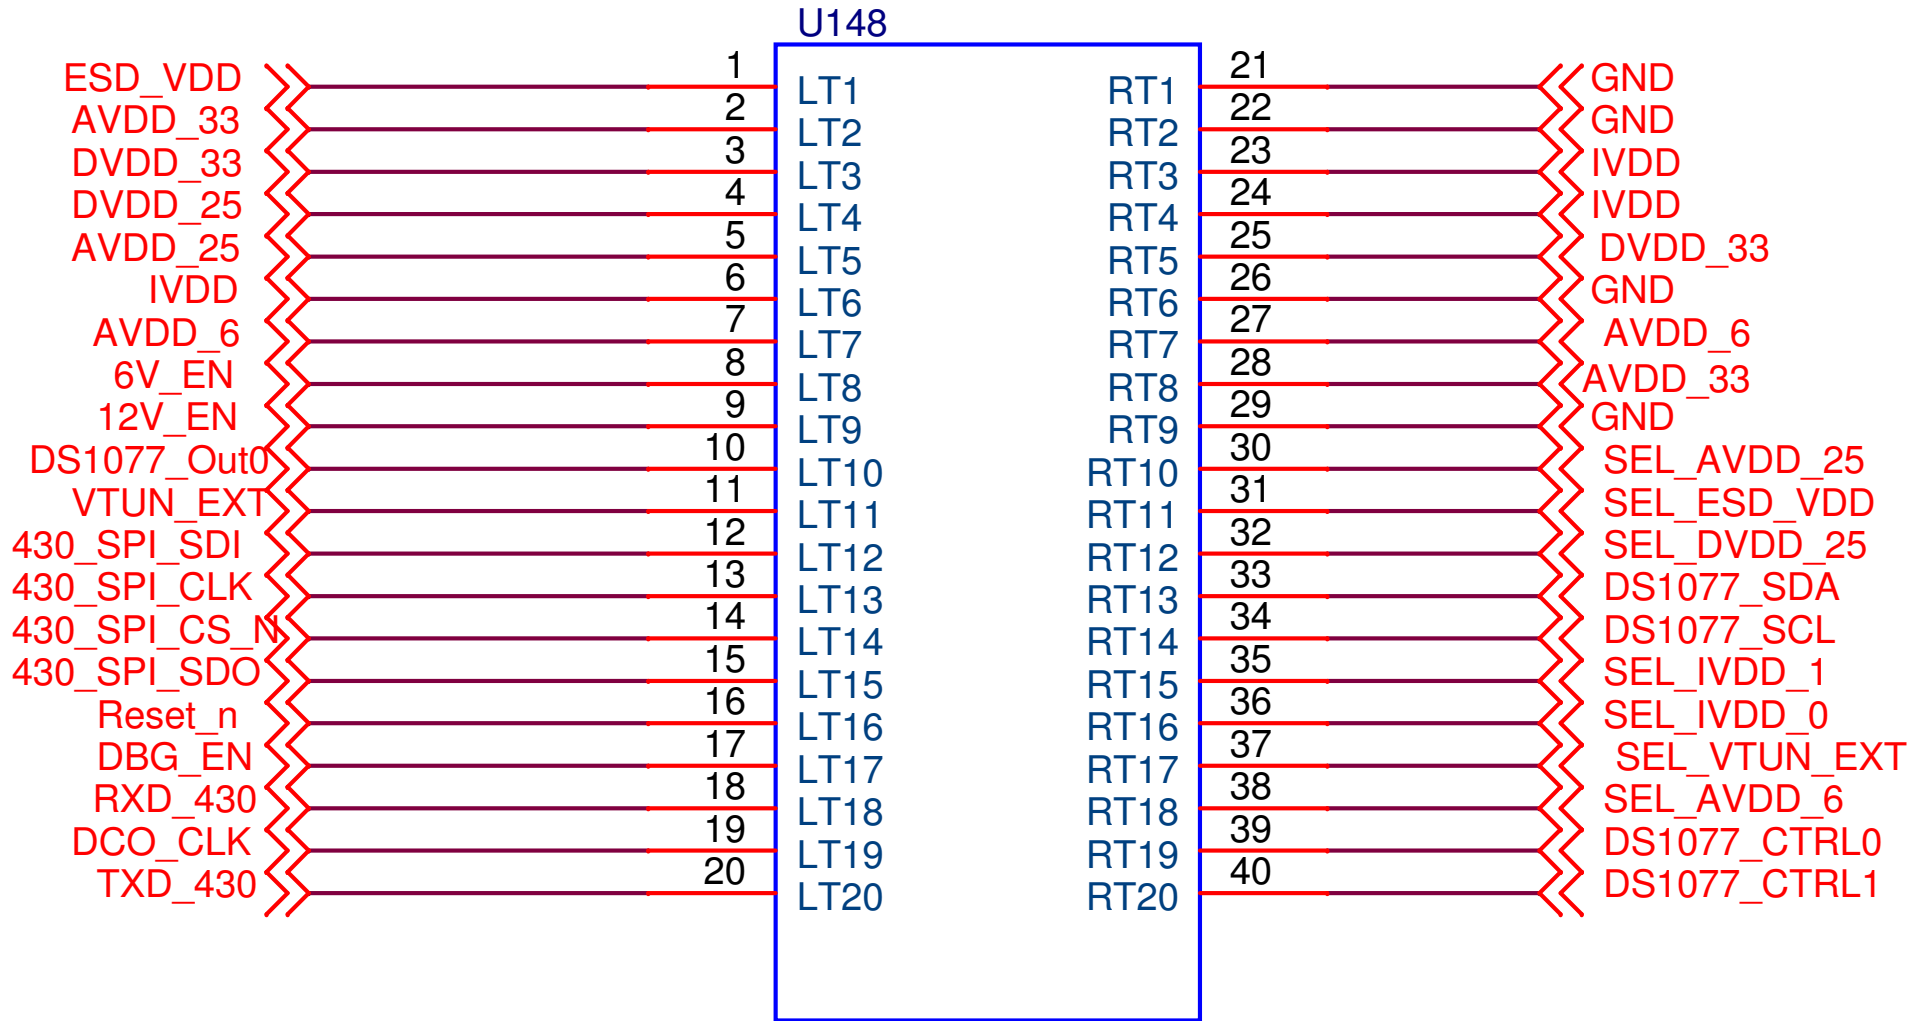 U148
ESD_VDD 1 LT1 RT1 21 GND
AVDD_33 2 LT2 RT2 22 GND
DVDD_33 3 LT3 RT3 23 IVDD
DVDD_25 4 LT4 RT4 24 IVDD
AVDD_25 5 LT5 RT5 25 DVDD_33
IVDD 6 LT6 RT6 26 GND
AVDD_6 7 LT7 RT7 27 AVDD_6
6V_EN 8 LT8 RT8 28 AVDD_33
12V_EN 9 LT9 RT9 29 GND
DS1077_Out0 10 LT10 RT10 30 SEL_AVDD_25
VTUN_EXT 11 LT11 RT11 31 SEL_ESD_VDD
430_SPI_SDI 12 LT12 RT12 32 SEL_DVDD_25
430_SPI_CLK 13 LT13 RT13 33 DS1077_SDA
430_SPI_CS_N 14 LT14 RT14 34 DS1077_SCL
430_SPI_SDO 15 LT15 RT15 35 SEL_IVDD_1
Reset_n 16 LT16 RT16 36 SEL_IVDD_0
DBG_EN 17 LT17 RT17 37 SEL_VTUN_EXT
RXD_430 18 LT18 RT18 38 SEL_AVDD_6
DCO_CLK 19 LT19 RT19 39 DS1077_CTRL0
TXD_430 20 LT20 RT20 40 DS1077_CTRL1